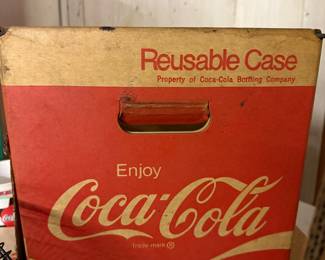 Reusable Case
Property of Coca-Cola Bottling Company
Enjoy
Coca-Cola
trade mark ®